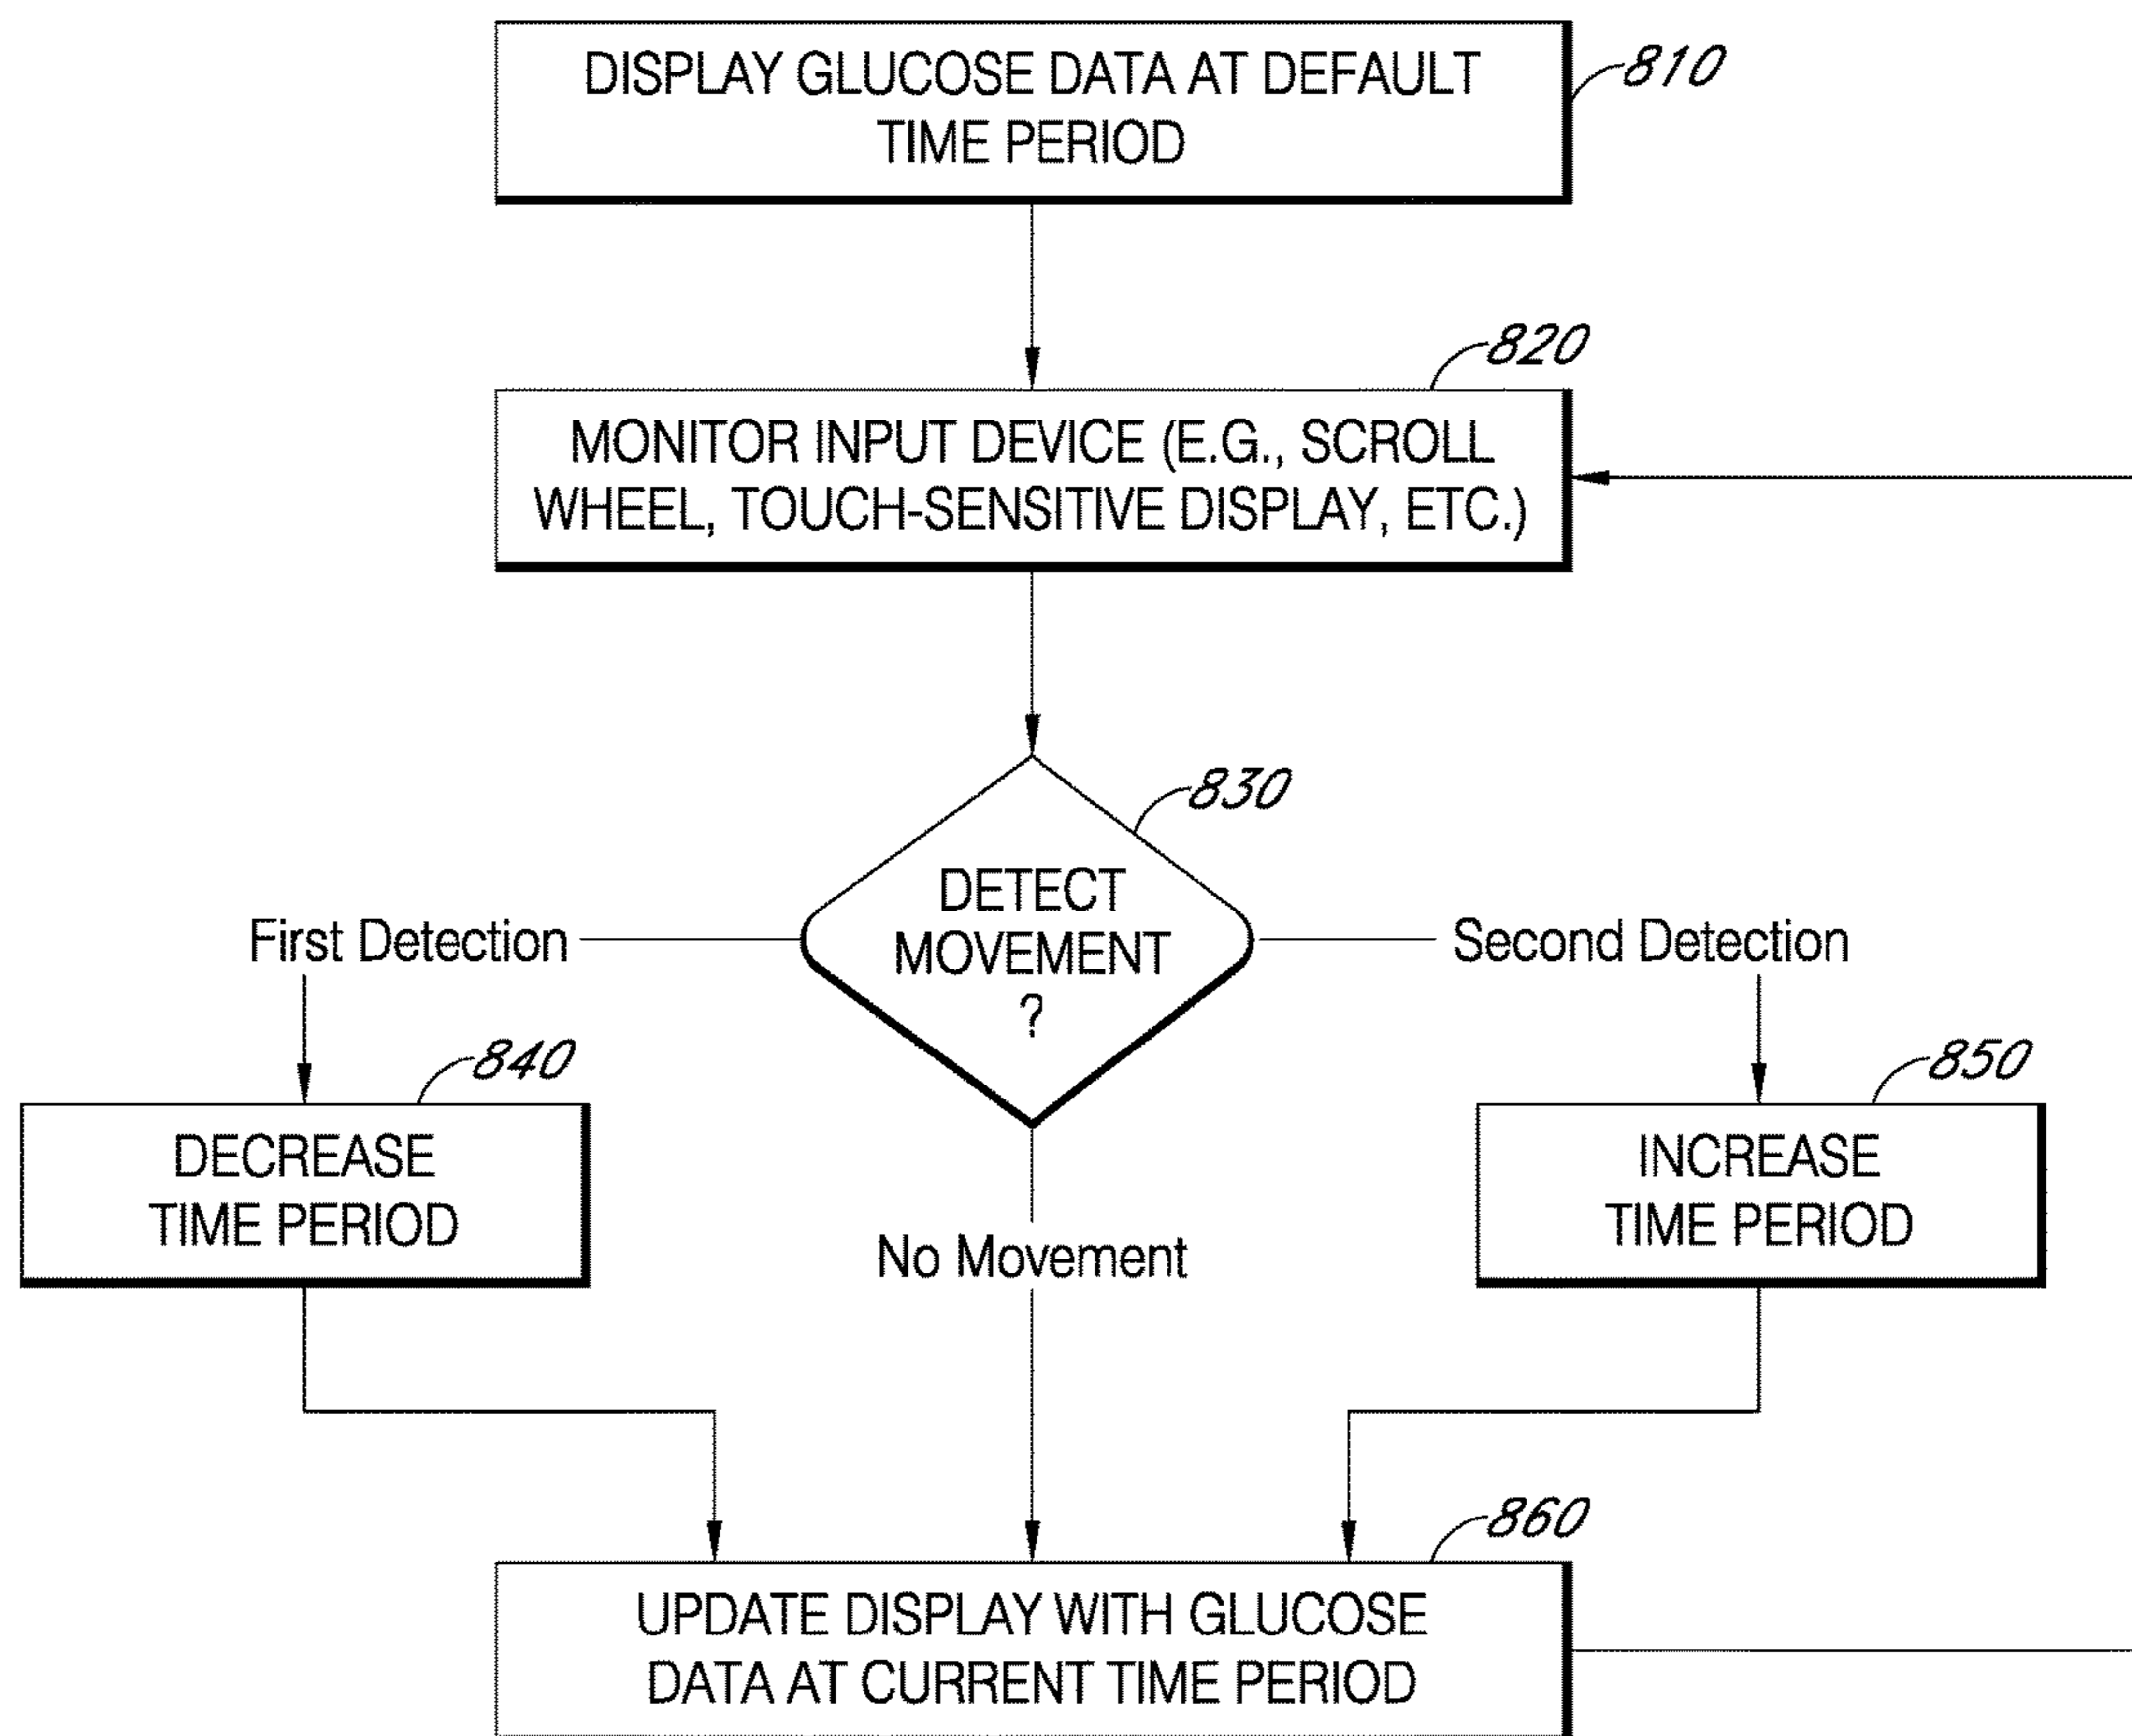 DISPLAY GLUCOSE DATA AT DEFAULT
TIME PERIOD
810
820
MONITOR INPUT DEVICE (E.G., SCROLL
WHEEL, TOUCH-SENSITIVE DISPLAY, ETC.)
830
DETECT
MOVEMENT
?
First Detection
Second Detection
840
850
DECREASE
TIME PERIOD
INCREASE
TIME PERIOD
No Movement
860
UPDATE DISPLAY WITH GLUCOSE
DATA AT CURRENT TIME PERIOD